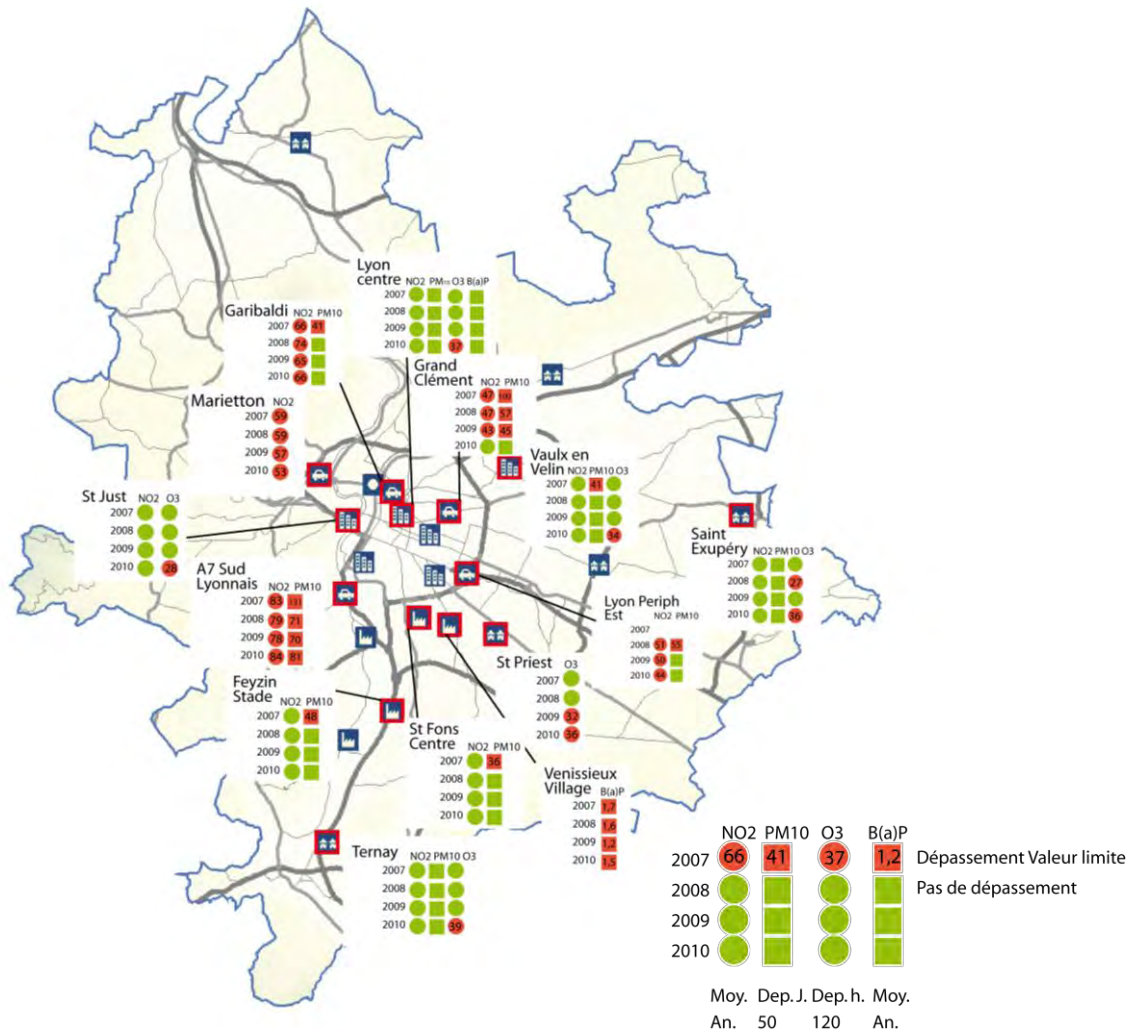 Lyon
centre NO2 PM10 O3 B(a)P
2007
2008
2009
2010 37
Garibaldi NO2 PM10
2007 66 41
2008 74
2009 65
2010 66
Grand
Clément NO2 PM10
2007 47 100
2008 47 57
2009 43 45
2010
Marietton NO2
2007 59
2008 59
2009 57
2010 53
Vaulx en
Velin NO2 PM10 O3
2007 41
2008
2009
2010 34
St Just NO2 O3
2007
2008
2009
2010 28
Saint
Exupéry
NO2 PM10 O3
2007
2008 27
2009
2010 36
A7 Sud
Lyonnais NO2 PM10
2007 83 131
2008 79 71
2009 78 70
2010 84 81
Lyon Periph
Est
NO2 PM10
2007
2008 51 55
2009 50
2010 44
St Priest O3
2007
2008
2009 32
2010 36
Feyzin
Stade NO2 PM10
2007 48
2008
2009
2010
St Fons
Centre NO2 PM10
2007 36
2008
2009
2010
Venissieux
Village B(a)P
2007 1,7
2008 1,6
2009 1,2
2010 1,5
Ternay NO2 PM10 O3
2007
2008
2009
2010 39
NO2 PM10 O3 B(a)P
2007 66 41 37 1,2 Dépassement Valeur limite
2008 Pas de dépassement
2009
2010
Moy. Dep. J. Dep. h. Moy.
An. 50 120 An.